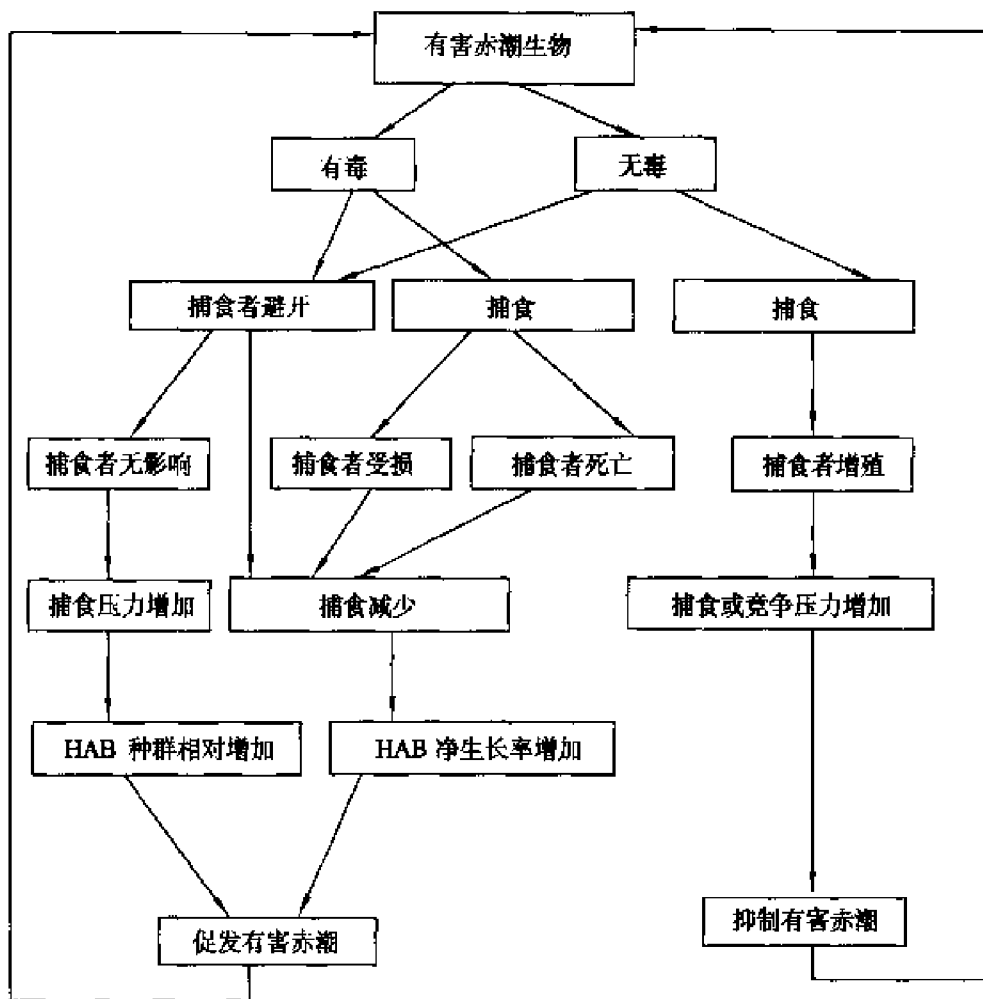 有害赤潮生物
有毒
无毒
捕食者避开
捕食
捕食
捕食者无影响
捕食者受损
捕食者死亡
捕食者增殖
捕食压力增加
捕食减少
捕食或竞争压力增加
HAB 种群相对增加
HAB 净生长率增加
促发有害赤潮
抑制有害赤潮